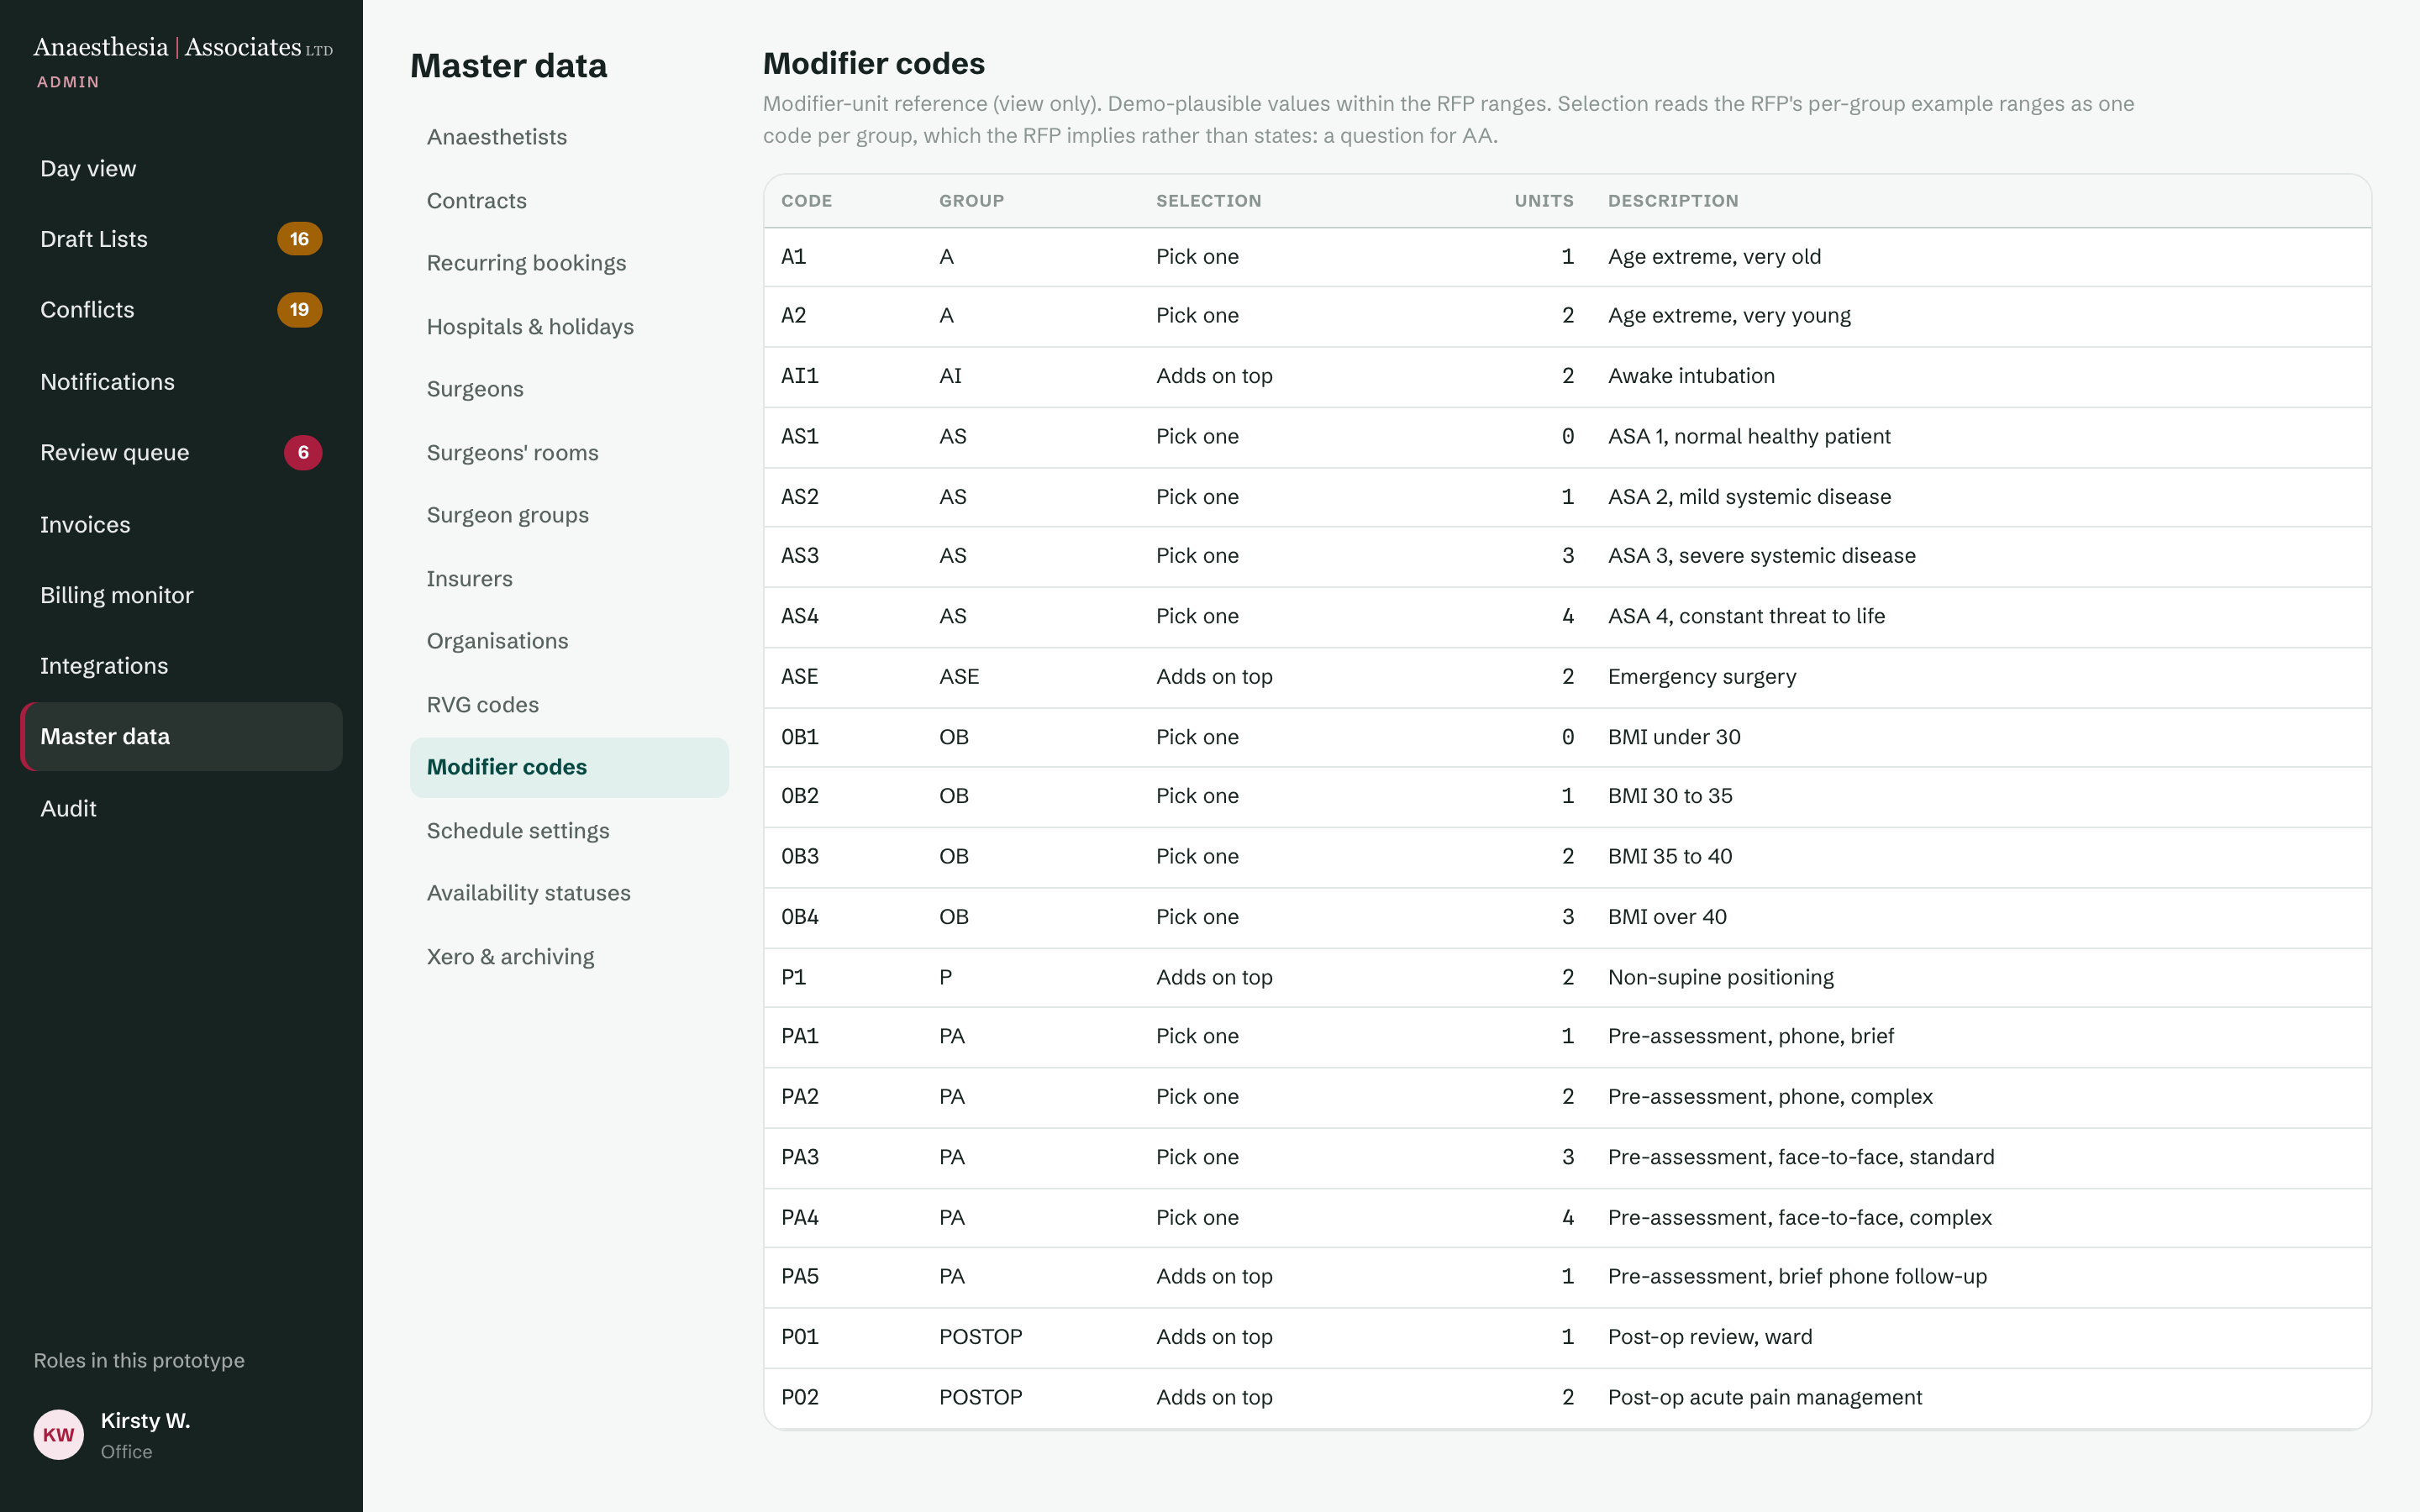 Anaesthesia | Associates LTD
ADMIN
Day view
Draft Lists 16
Conflicts 19
Notifications
Review queue 6
Invoices
Billing monitor
Integrations
Master data
Audit
Roles in this prototype
KW
Kirsty W.
Office
Master data
Anaesthetists
Contracts
Recurring bookings
Hospitals & holidays
Surgeons
Surgeons' rooms
Surgeon groups
Insurers
Organisations
RVG codes
Modifier codes
Schedule settings
Availability statuses
Xero & archiving
Modifier codes
Modifier-unit reference (view only). Demo-plausible values within the RFP ranges. Selection reads the RFP's per-group example ranges as one
code per group, which the RFP implies rather than states: a question for AA.
CODE GROUP SELECTION UNITS DESCRIPTION
A1 A Pick one 1 Age extreme, very old
A2 A Pick one 2 Age extreme, very young
AI1 AI Adds on top 2 Awake intubation
AS1 AS Pick one 0 ASA 1, normal healthy patient
AS2 AS Pick one 1 ASA 2, mild systemic disease
AS3 AS Pick one 3 ASA 3, severe systemic disease
AS4 AS Pick one 4 ASA 4, constant threat to life
ASE ASE Adds on top 2 Emergency surgery
OB1 OB Pick one 0 BMI under 30
OB2 OB Pick one 1 BMI 30 to 35
OB3 OB Pick one 2 BMI 35 to 40
OB4 OB Pick one 3 BMI over 40
P1 P Adds on top 2 Non-supine positioning
PA1 PA Pick one 1 Pre-assessment, phone, brief
PA2 PA Pick one 2 Pre-assessment, phone, complex
PA3 PA Pick one 3 Pre-assessment, face-to-face, standard
PA4 PA Pick one 4 Pre-assessment, face-to-face, complex
PA5 PA Adds on top 1 Pre-assessment, brief phone follow-up
PO1 POSTOP Adds on top 1 Post-op review, ward
PO2 POSTOP Adds on top 2 Post-op acute pain management